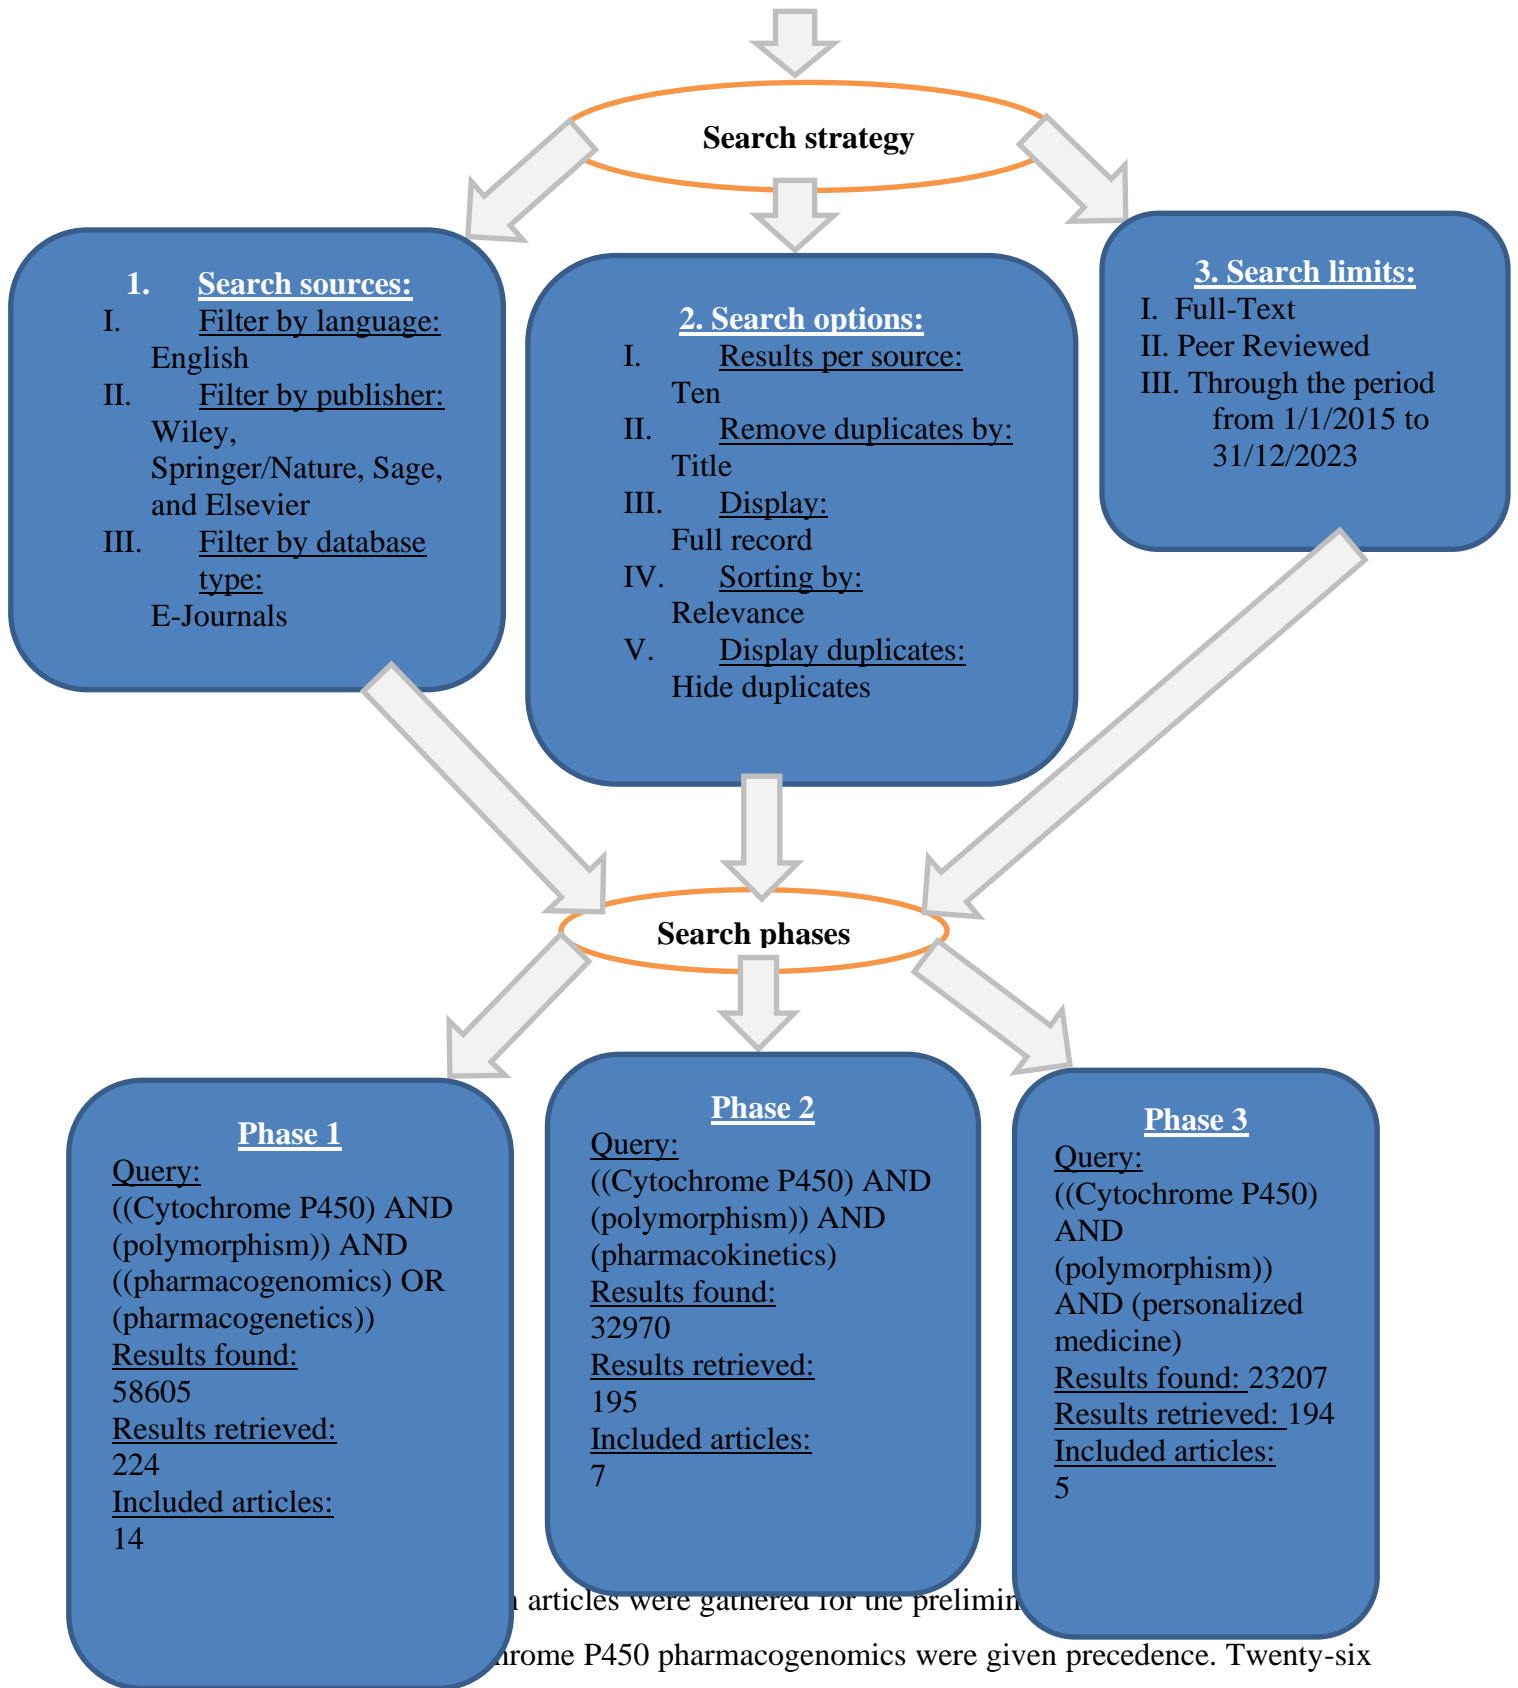 Search strategy
1. Search sources:
I. Filter by language:
English
II. Filter by publisher:
Wiley,
Springer/Nature, Sage,
and Elsevier
III. Filter by database
type:
E-Journals
2. Search options:
I. Results per source:
Ten
II. Remove duplicates by:
Title
III. Display:
Full record
IV. Sorting by:
Relevance
V. Display duplicates:
Hide duplicates
3. Search limits:
I. Full-Text
II. Peer Reviewed
III. Through the period
from 1/1/2015 to
31/12/2023
Search phases
Phase 1
Query:
((Cytochrome P450) AND
(polymorphism)) AND
((pharmacogenomics) OR
(pharmacogenetics))
Results found:
58605
Results retrieved:
224
Included articles:
14
Phase 2
Query:
((Cytochrome P450) AND
(polymorphism)) AND
(pharmacokinetics)
Results found:
32970
Results retrieved:
195
Included articles:
7
Phase 3
Query:
((Cytochrome P450)
AND
(polymorphism))
AND (personalized
medicine)
Results found: 23207
Results retrieved: 194
Included articles:
5
articles were gathered for the
P450 pharmacogenomics were given precedence. Twenty-six